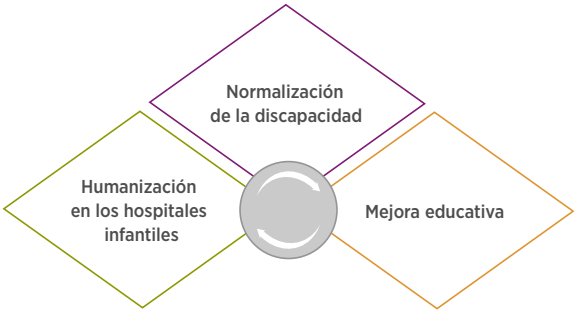 Normalización
de la discapacidad
Humanización
en los hospitales
infantiles
Mejora educativa